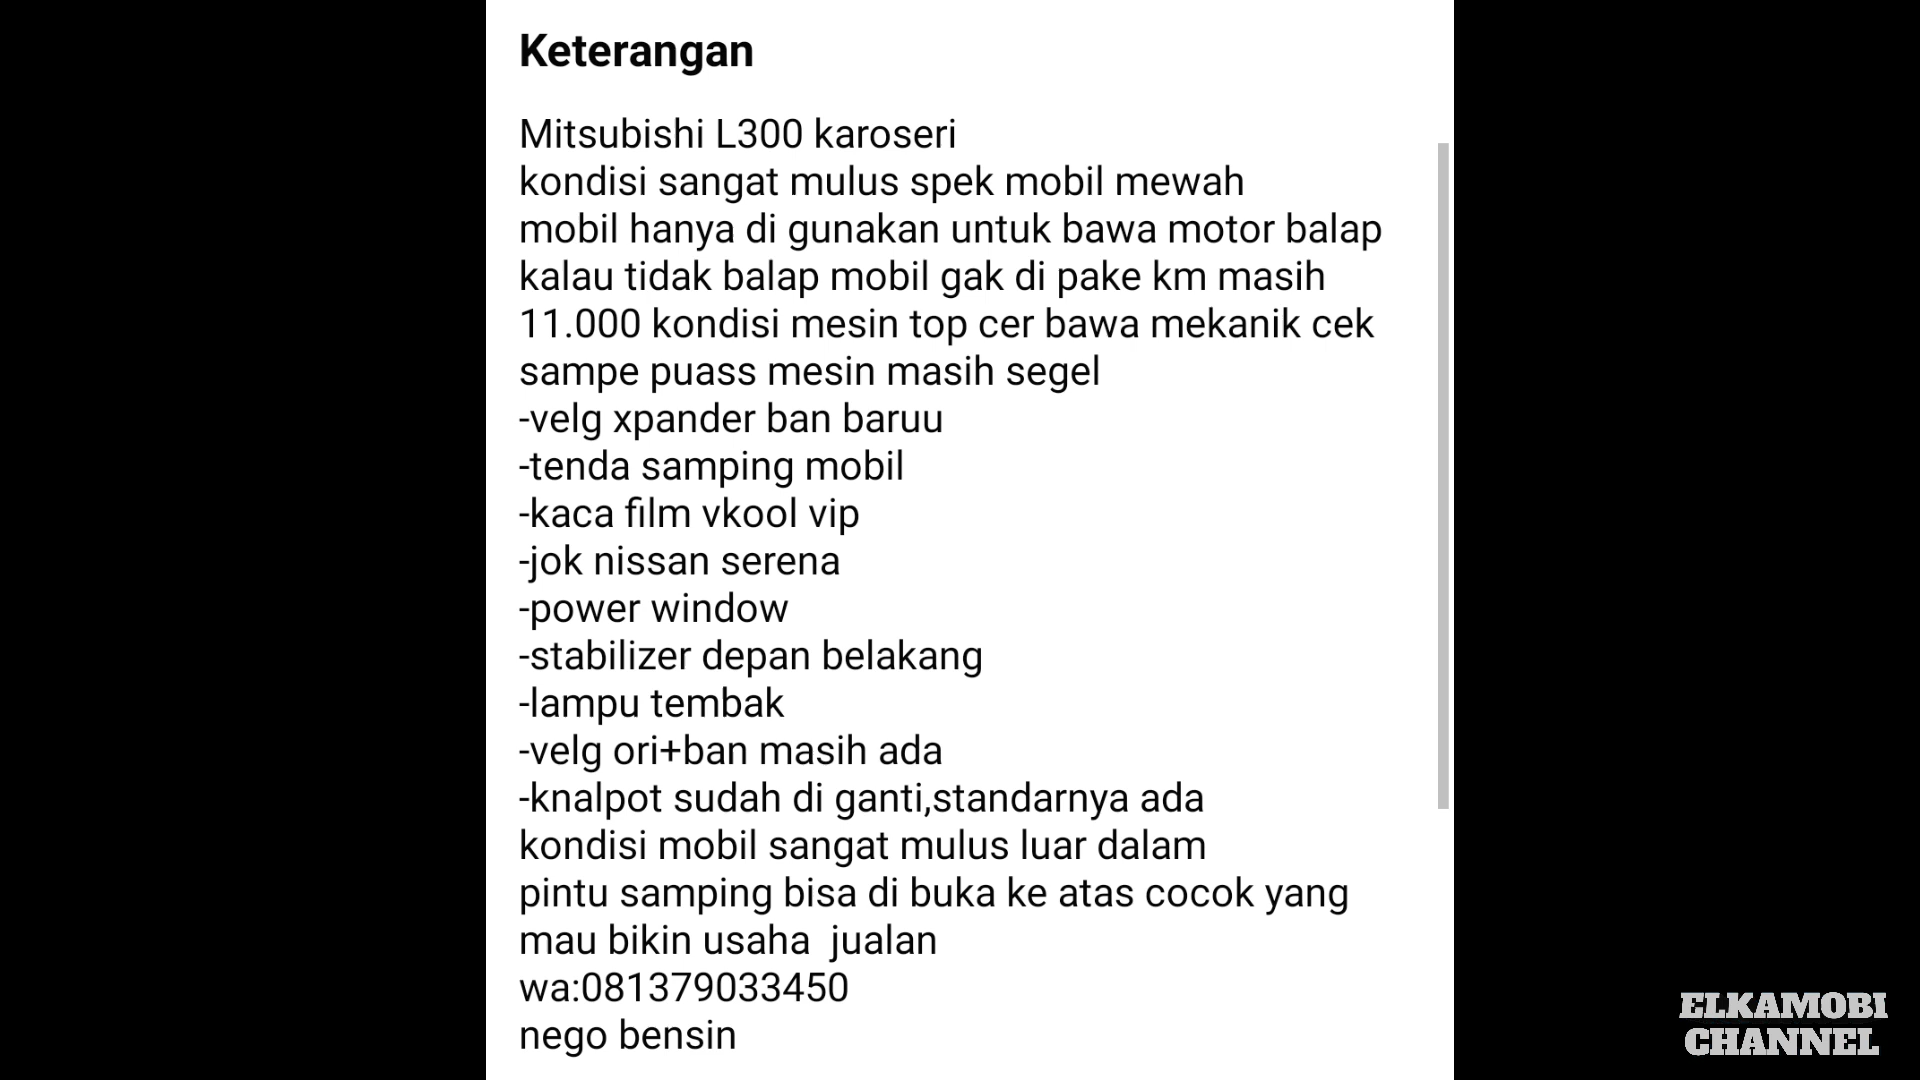 Keterangan
Mitsubishi L300 karoseri
kondisi sangat mulus spek mobil mewah
mobil hanya di gunakan untuk bawa motor balap
kalau tidak balap mobil gak di pake km masih
11.000 kondisi mesin top cer bawa mekanik cek
sampe puass mesin masih segel
-velg xpander ban baruu
-tenda samping mobil
-kaca film vkool vip
-jok nissan serena
-power window
-stabilizer depan belakang
-lampu tembak
-velg ori+ban masih ada
-knalpot sudah di ganti,standarnya ada
kondisi mobil sangat mulus luar dalam
pintu samping bisa di buka ke atas cocok yang
mau bikin usaha  jualan
wa:081379033450
nego bensin
ELKAMOBI
CHANNEL